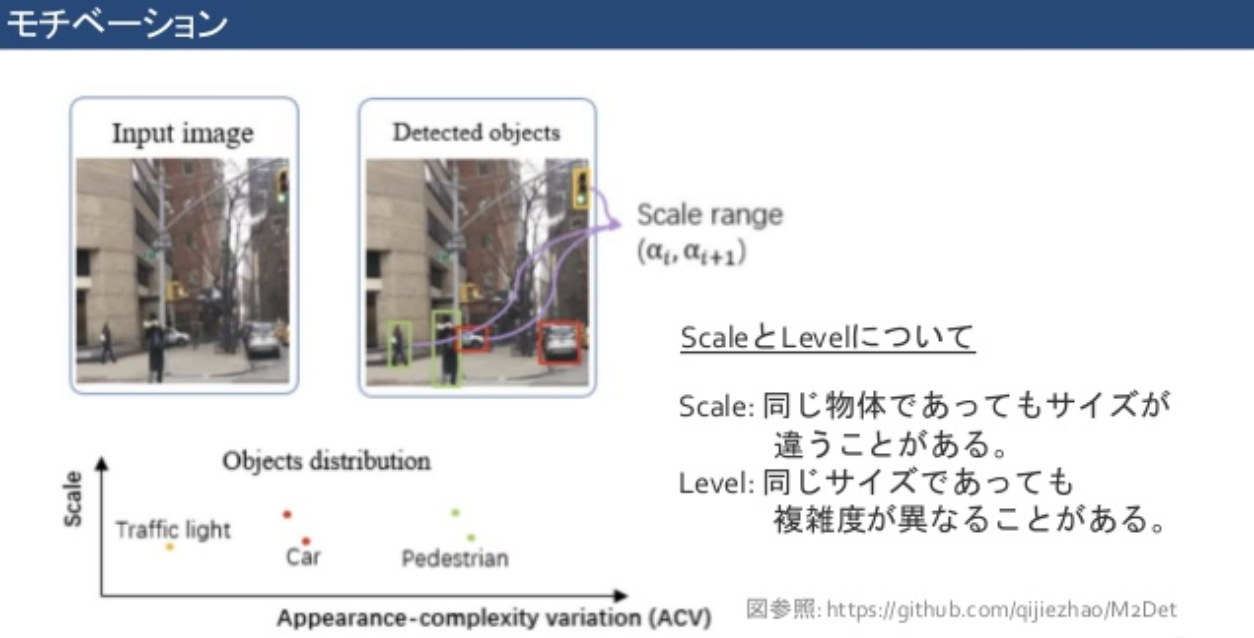 モチベーション
Input image
Detected objects
Scale range
(αᵢ, αᵢ₊₁)
ScaleとLevelについて
Scale: 同じ物体であってもサイズが
違うことがある。
Level: 同じサイズであっても
複雑度が異なることがある。
Objects distribution
Scale
Traffic light
Car
Pedestrian
Appearance-complexity variation (ACV)
図参照: https://github.com/qijiezhao/M2Det